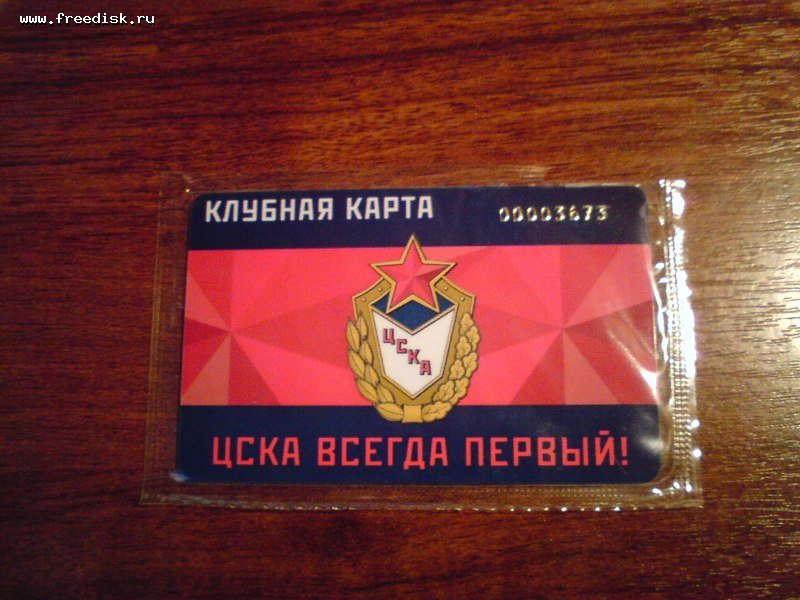 www.freedisk.ru
КЛУБНАЯ КАРТА 00003673
ЦСКА
ЦСКА ВСЕГДА ПЕРВЫЙ!